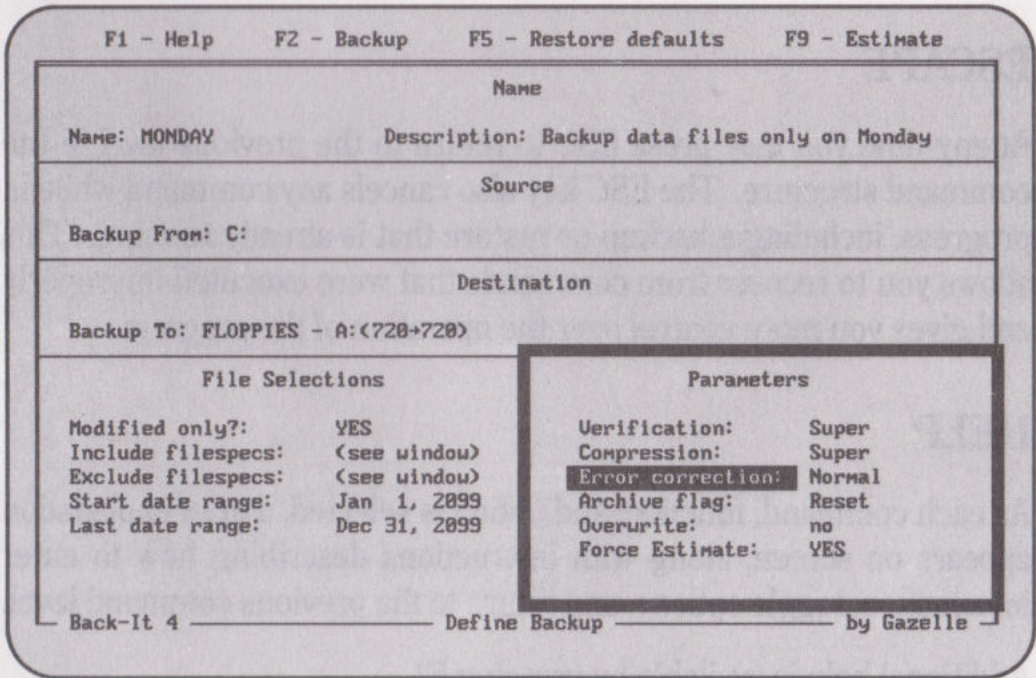 F1 - Help F2 - Backup F5 - Restore defaults F9 - Estimate
Name
Name: MONDAY Description: Backup data files only on Monday
Source
Backup From: C:
Destination
Backup To: FLOPPIES - A:(720+720)
File Selections
Modified only?: YES
Include filespecs: (see window)
Exclude filespecs: (see window)
Start date range: Jan 1, 2099
Last date range: Dec 31, 2099
Parameters
Verification: Super
Compression: Super
Error correction: Normal
Archive flag: Reset
Overwrite: no
Force Estimate: YES
Back-It 4 Define Backup by Gazelle